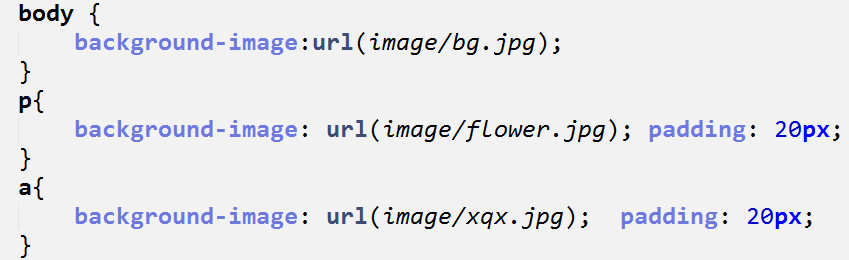 body {
    background-image:url(image/bg.jpg);
}
p{
    background-image: url(image/flower.jpg); padding: 20px;
}
a{
    background-image: url(image/xqx.jpg);  padding: 20px;
}